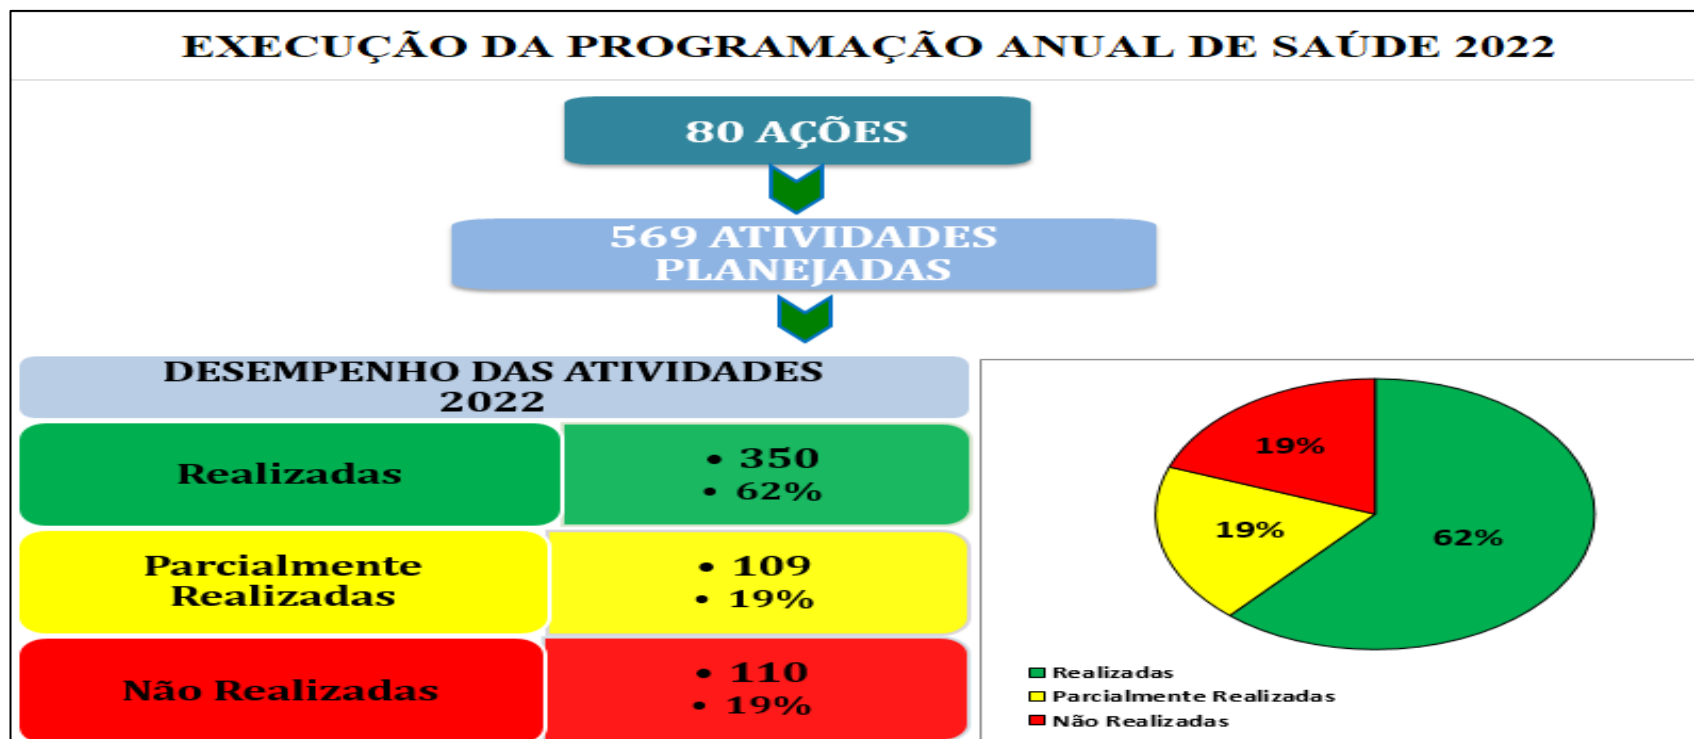 EXECUÇÃO DA PROGRAMAÇÃO ANUAL DE SAÚDE 2022
80 AÇÕES
569 ATIVIDADES
PLANEJADAS
DESEMPENHO DAS ATIVIDADES
2022
Realizadas
• 350
• 62%
Parcialmente
Realizadas
• 109
• 19%
Não Realizadas
• 110
• 19%
19%
19%
62%
Realizadas
Parcialmente Realizadas
Não Realizadas